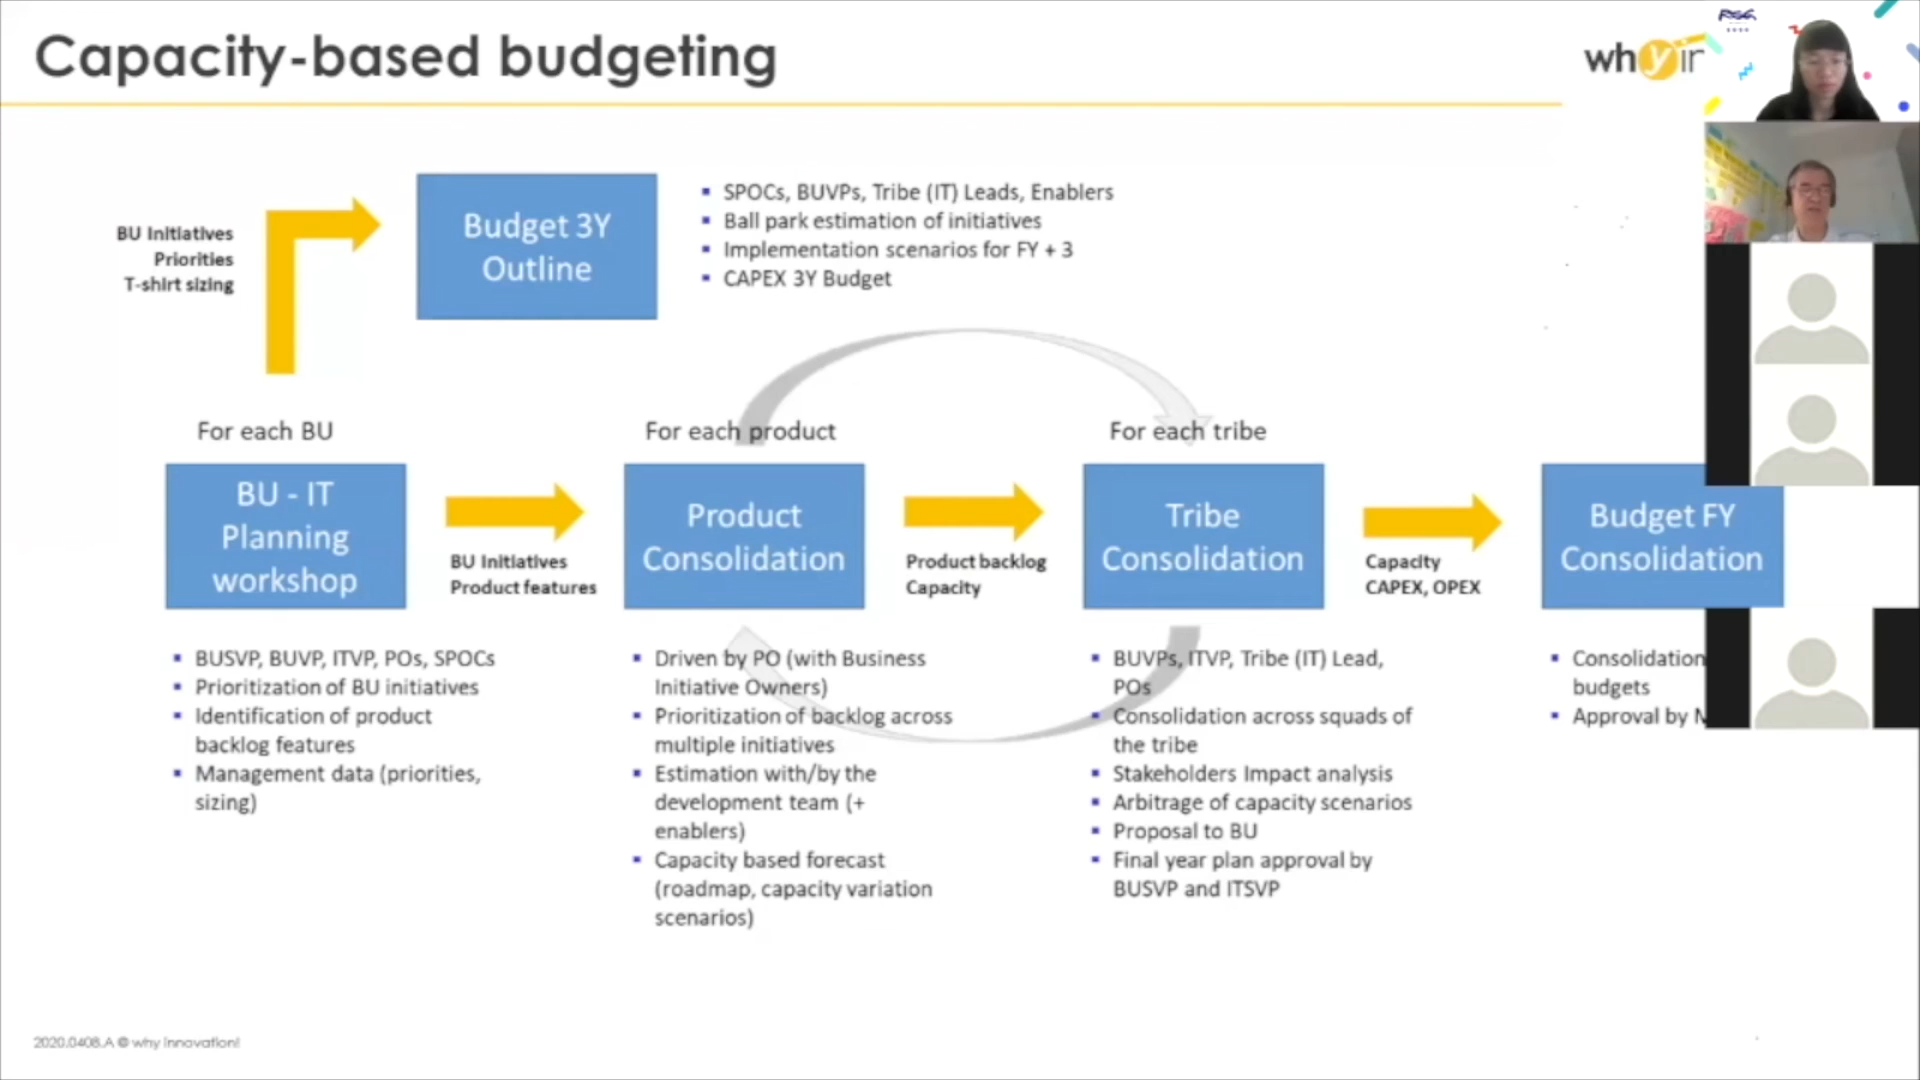 Capacity-based budgeting
BU Initiatives
Priorities
T-shirt sizing
Budget 3Y
Outline
▪ SPOCs, BUVPs, Tribe (IT) Leads, Enablers
▪ Ball park estimation of initiatives
▪ Implementation scenarios for FY + 3
▪ CAPEX 3Y Budget
For each BU
BU - IT
Planning
workshop
BU Initiatives
Product features
For each product
Product
Consolidation
Product backlog
Capacity
For each tribe
Tribe
Consolidation
Capacity
CAPEX, OPEX
Budget FY
Consolidation
▪ BUSVP, BUVP, ITVP, POs, SPOCs
▪ Prioritization of BU initiatives
▪ Identification of product
backlog features
▪ Management data (priorities,
sizing)
▪ Driven by PO (with Business
Initiative Owners)
▪ Prioritization of backlog across
multiple initiatives
▪ Estimation with/by the
development team (+
enablers)
▪ Capacity based forecast
(roadmap, capacity variation
scenarios)
▪ BUVPs, ITVP, Tribe (IT) Lead,
POs
▪ Consolidation across squads of
the tribe
▪ Stakeholders Impact analysis
▪ Arbitrage of capacity scenarios
▪ Proposal to BU
▪ Final year plan approval by
BUSVP and ITSVP
▪ Consolidation
budgets
▪ Approval by
2020.0408.A © why innovation!